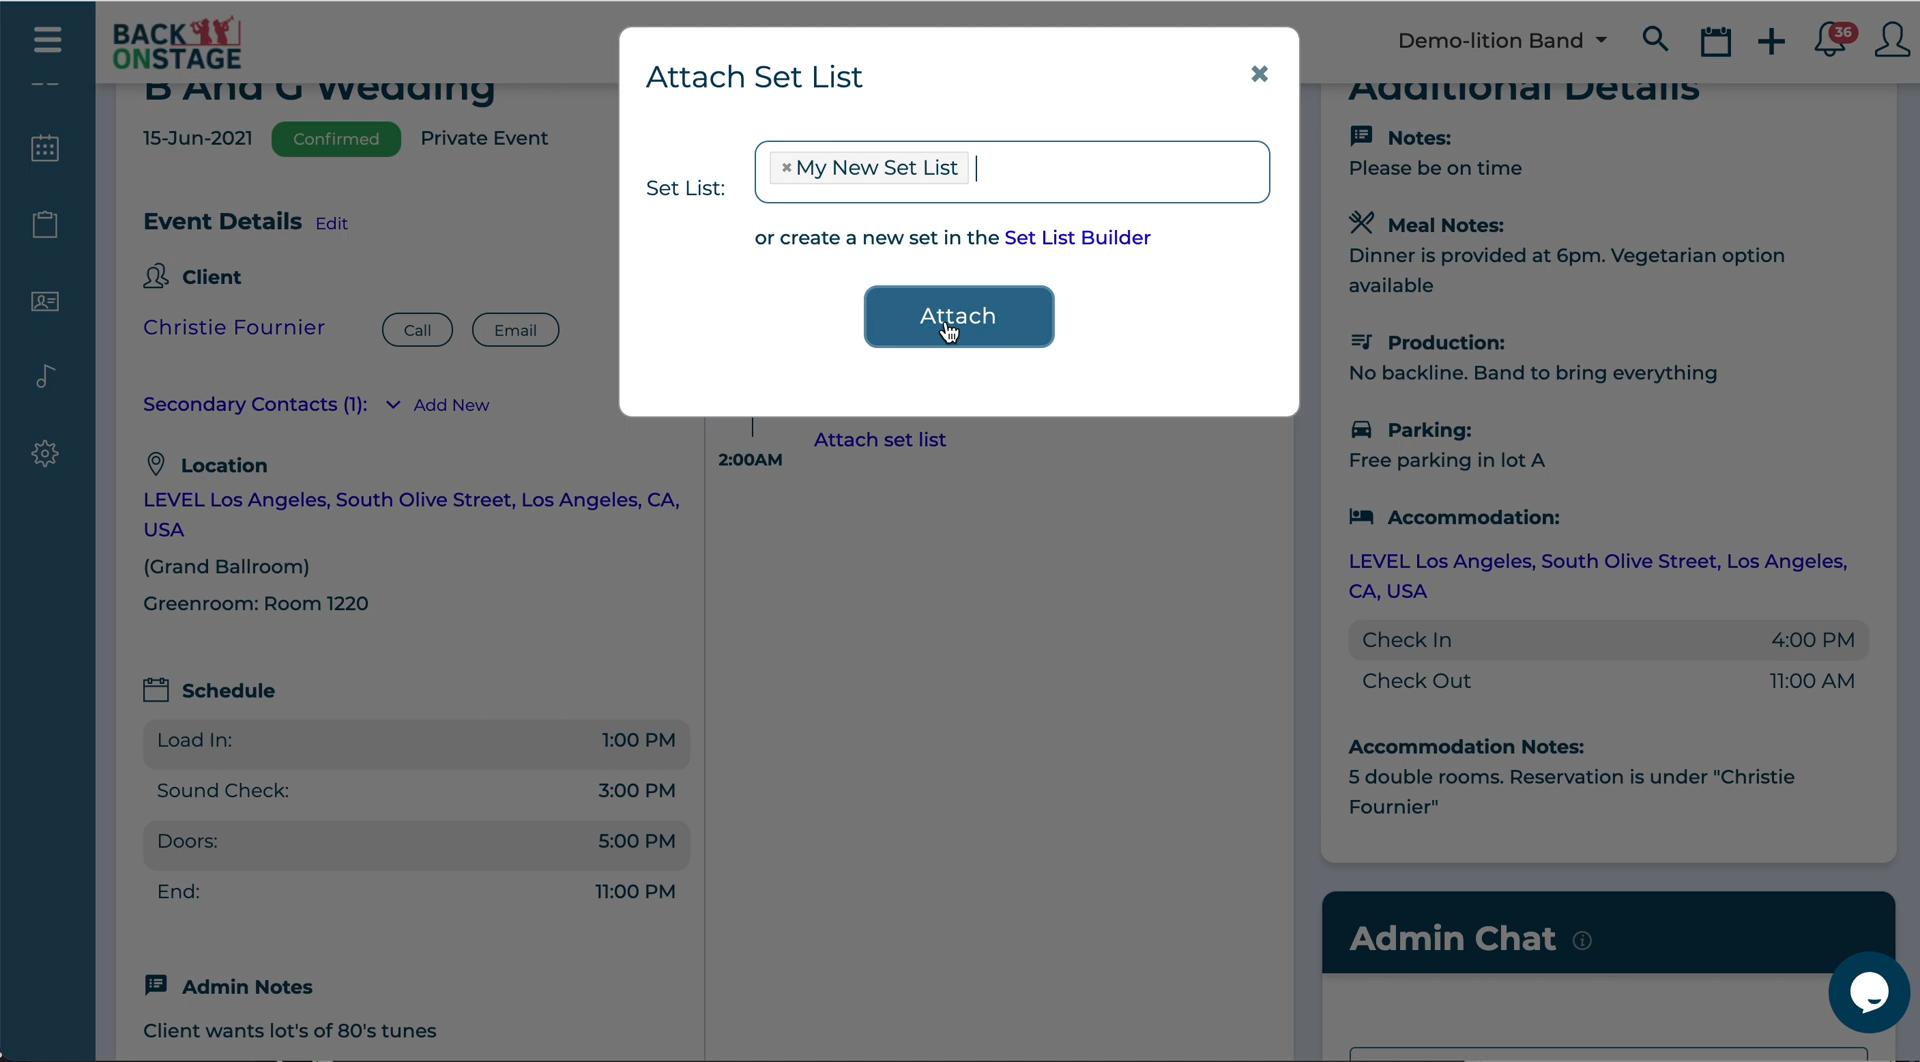 BACK
ONSTAGE
Demo-lition Band
36
B And G Wedding
15-Jun-2021 Confirmed Private Event
Event Details Edit
Client
Christie Fournier Call Email
Secondary Contacts (1): Add New
Location
LEVEL Los Angeles, South Olive Street, Los Angeles, CA,
USA
(Grand Ballroom)
Greenroom: Room 1220
Schedule
Load In: 1:00 PM
Sound Check: 3:00 PM
Doors: 5:00 PM
End: 11:00 PM
Admin Notes
Client wants lot's of 80's tunes
Attach Set List
Set List: × My New Set List
or create a new set in the Set List Builder
Attach
Attach set list
2:00AM
Additional Details
Notes:
Please be on time
Meal Notes:
Dinner is provided at 6pm. Vegetarian option
available
Production:
No backline. Band to bring everything
Parking:
Free parking in lot A
Accommodation:
LEVEL Los Angeles, South Olive Street, Los Angeles,
CA, USA
Check In 4:00 PM
Check Out 11:00 AM
Accommodation Notes:
5 double rooms. Reservation is under "Christie
Fournier"
Admin Chat